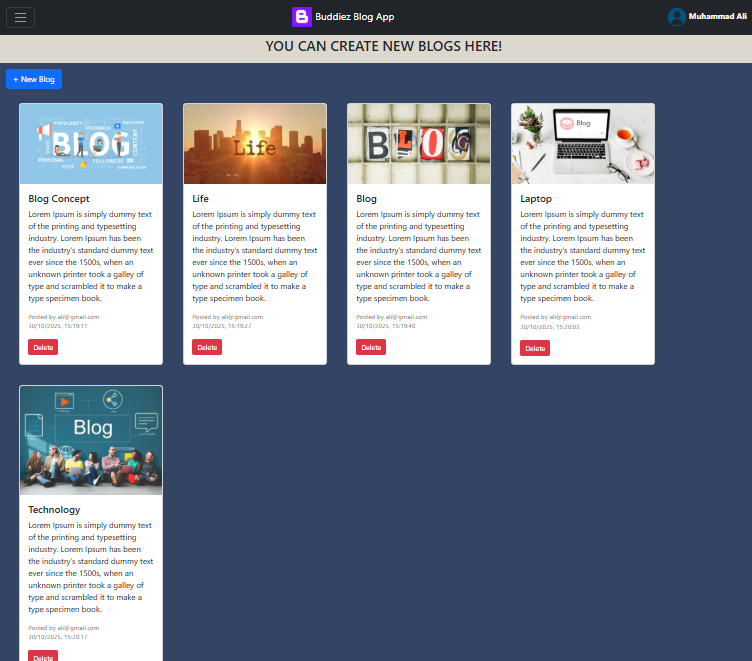 Buddiez Blog App
Muhammad Ali
YOU CAN CREATE NEW BLOGS HERE!
+ New Blog
POPULARITY
FEEDBACK
BLOG
SHARE
CONTENT
PERSONAL
FOLLOWERS
POST
COMMUNICATION
Blog Concept
Lorem Ipsum is simply dummy text
of the printing and typesetting
industry. Lorem Ipsum has been
the industry's standard dummy text
ever since the 1500s, when an
unknown printer took a galley of
type and scrambled it to make a
type specimen book.
Posted by ali@gmail.com
30/10/2025, 15:19:11
Delete
Life
Life
Lorem Ipsum is simply dummy text
of the printing and typesetting
industry. Lorem Ipsum has been
the industry's standard dummy text
ever since the 1500s, when an
unknown printer took a galley of
type and scrambled it to make a
type specimen book.
Posted by ali@gmail.com
30/10/2025, 15:19:27
Delete
BLOG
Blog
Lorem Ipsum is simply dummy text
of the printing and typesetting
industry. Lorem Ipsum has been
the industry's standard dummy text
ever since the 1500s, when an
unknown printer took a galley of
type and scrambled it to make a
type specimen book.
Posted by ali@gmail.com
30/10/2025, 15:19:40
Delete
Blog
Laptop
Lorem Ipsum is simply dummy text
of the printing and typesetting
industry. Lorem Ipsum has been
the industry's standard dummy text
ever since the 1500s, when an
unknown printer took a galley of
type and scrambled it to make a
type specimen book.
Posted by ali@gmail.com
30/10/2025, 15:20:03
Delete
Blog
Technology
Lorem Ipsum is simply dummy text
of the printing and typesetting
industry. Lorem Ipsum has been
the industry's standard dummy text
ever since the 1500s, when an
unknown printer took a galley of
type and scrambled it to make a
type specimen book.
Posted by ali@gmail.com
30/10/2025, 15:20:17
Delete